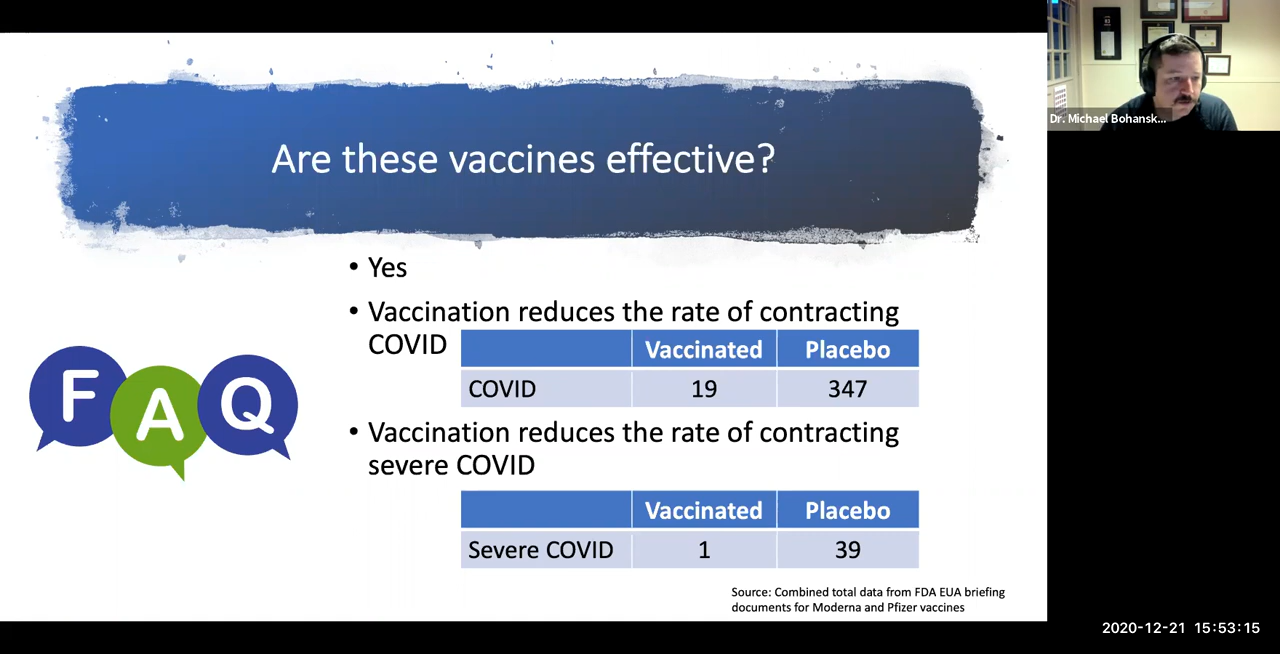 Are these vaccines effective?
• Yes
• Vaccination reduces the rate of contracting
COVID
Vaccinated Placebo
COVID 19 347
• Vaccination reduces the rate of contracting
severe COVID
Vaccinated Placebo
Severe COVID 1 39
FAQ
Source: Combined total data from FDA EUA briefing
documents for Moderna and Pfizer vaccines
Dr. Michael Bohansk...
2020-12-21 15:53:15